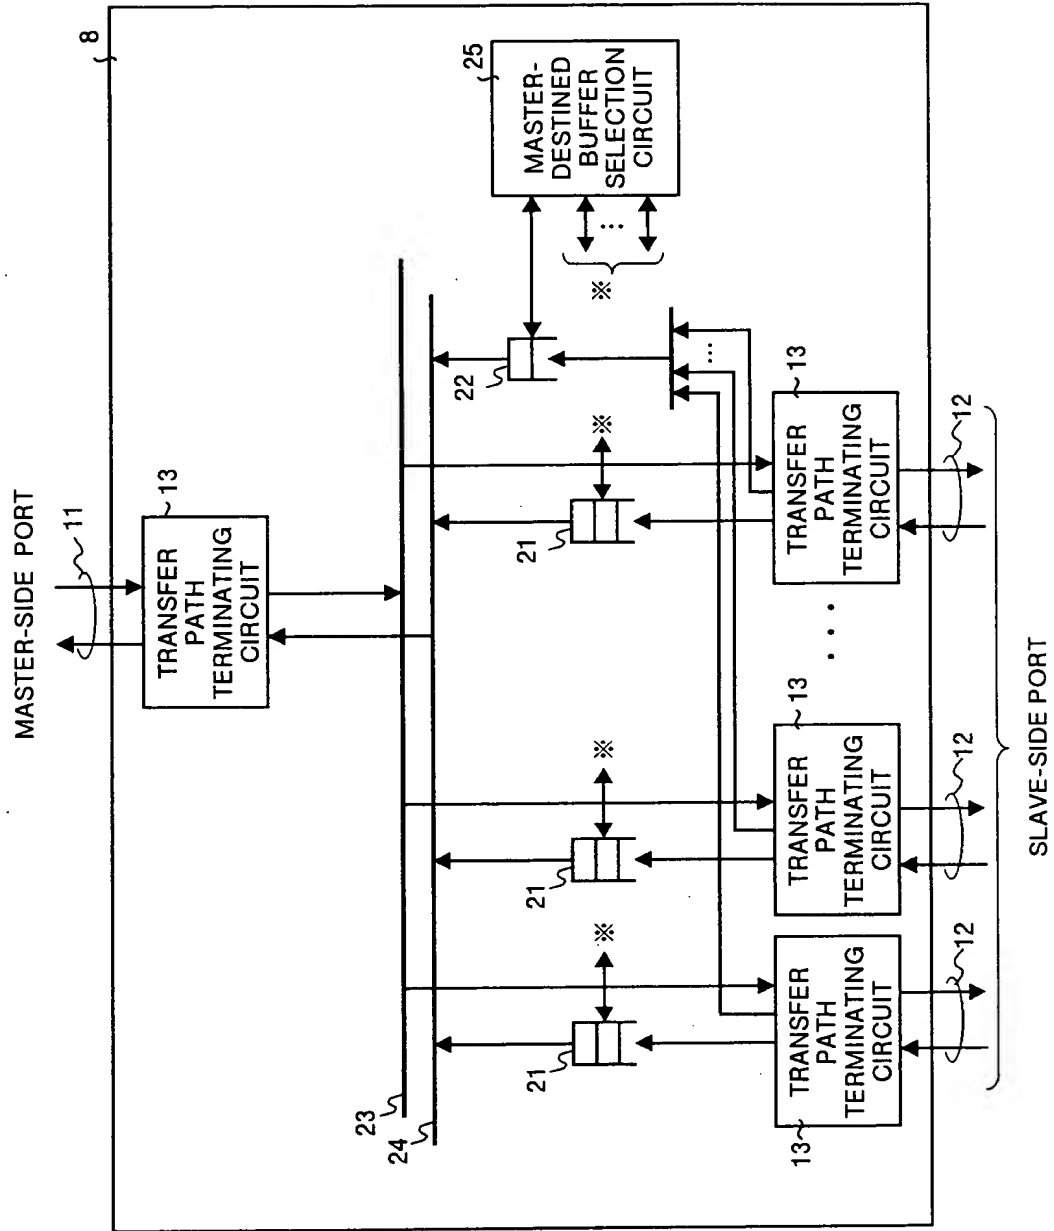 MASTER-SIDE PORT
11
8
TRANSFER
PATH
TERMINATING
CIRCUIT
13
25
MASTER-
DESTINED
BUFFER
SELECTION
CIRCUIT
※
...
23
24
21
※
21
※
21
※
22
...
13
TRANSFER
PATH
TERMINATING
CIRCUIT
13
TRANSFER
PATH
TERMINATING
CIRCUIT
....
13
TRANSFER
PATH
TERMINATING
CIRCUIT
12
12
12
SLAVE-SIDE PORT